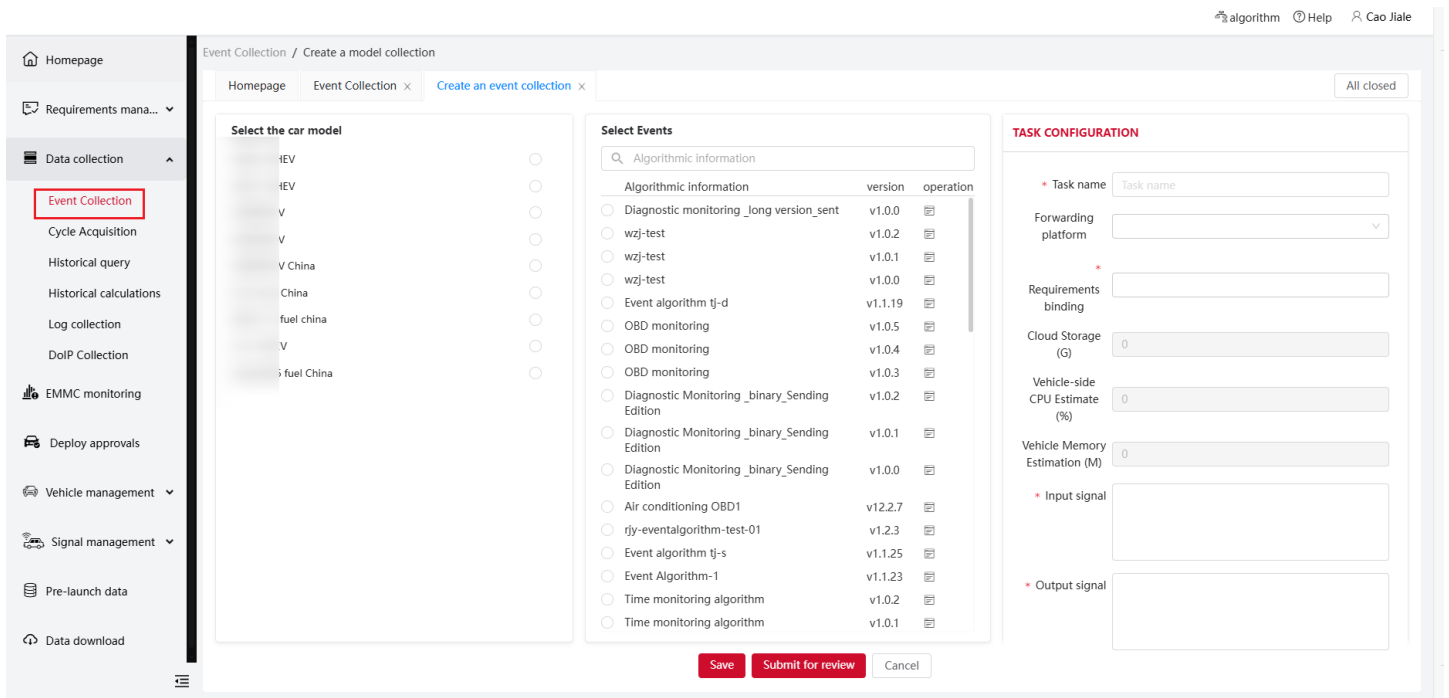 algorithm Help Cao Jiale
Homepage
Requirements mana...
Data collection
Event Collection
Cycle Acquisition
Historical query
Historical calculations
Log collection
DoIP Collection
EMMC monitoring
Deploy approvals
Vehicle management
Signal management
Pre-launch data
Data download
Event Collection / Create a model collection
Homepage Event Collection × Create an event collection × All closed
Select the car model
HEV
HEV
V
V
V China
China
fuel china
V
fuel China
Select Events
Algorithmic information
Algorithmic information version operation
Diagnostic monitoring _long version_sent v1.0.0
wzj-test v1.0.2
wzj-test v1.0.1
wzj-test v1.0.0
Event algorithm tj-d v1.1.19
OBD monitoring v1.0.5
OBD monitoring v1.0.4
OBD monitoring v1.0.3
Diagnostic Monitoring _binary_Sending v1.0.2
Edition
Diagnostic Monitoring _binary_Sending v1.0.1
Edition
Diagnostic Monitoring _binary_Sending v1.0.0
Edition
Air conditioning OBD1 v12.2.7
rjy-eventalgorithm-test-01 v1.2.3
Event algorithm tj-s v1.1.25
Event Algorithm-1 v1.1.23
Time monitoring algorithm v1.0.2
Time monitoring algorithm v1.0.1
TASK CONFIGURATION
* Task name Task name
Forwarding
platform
*
Requirements
binding
Cloud Storage
(G) 0
Vehicle-side
CPU Estimate 0
(%)
Vehicle Memory
Estimation (M) 0
* Input signal
* Output signal
Save Submit for review Cancel